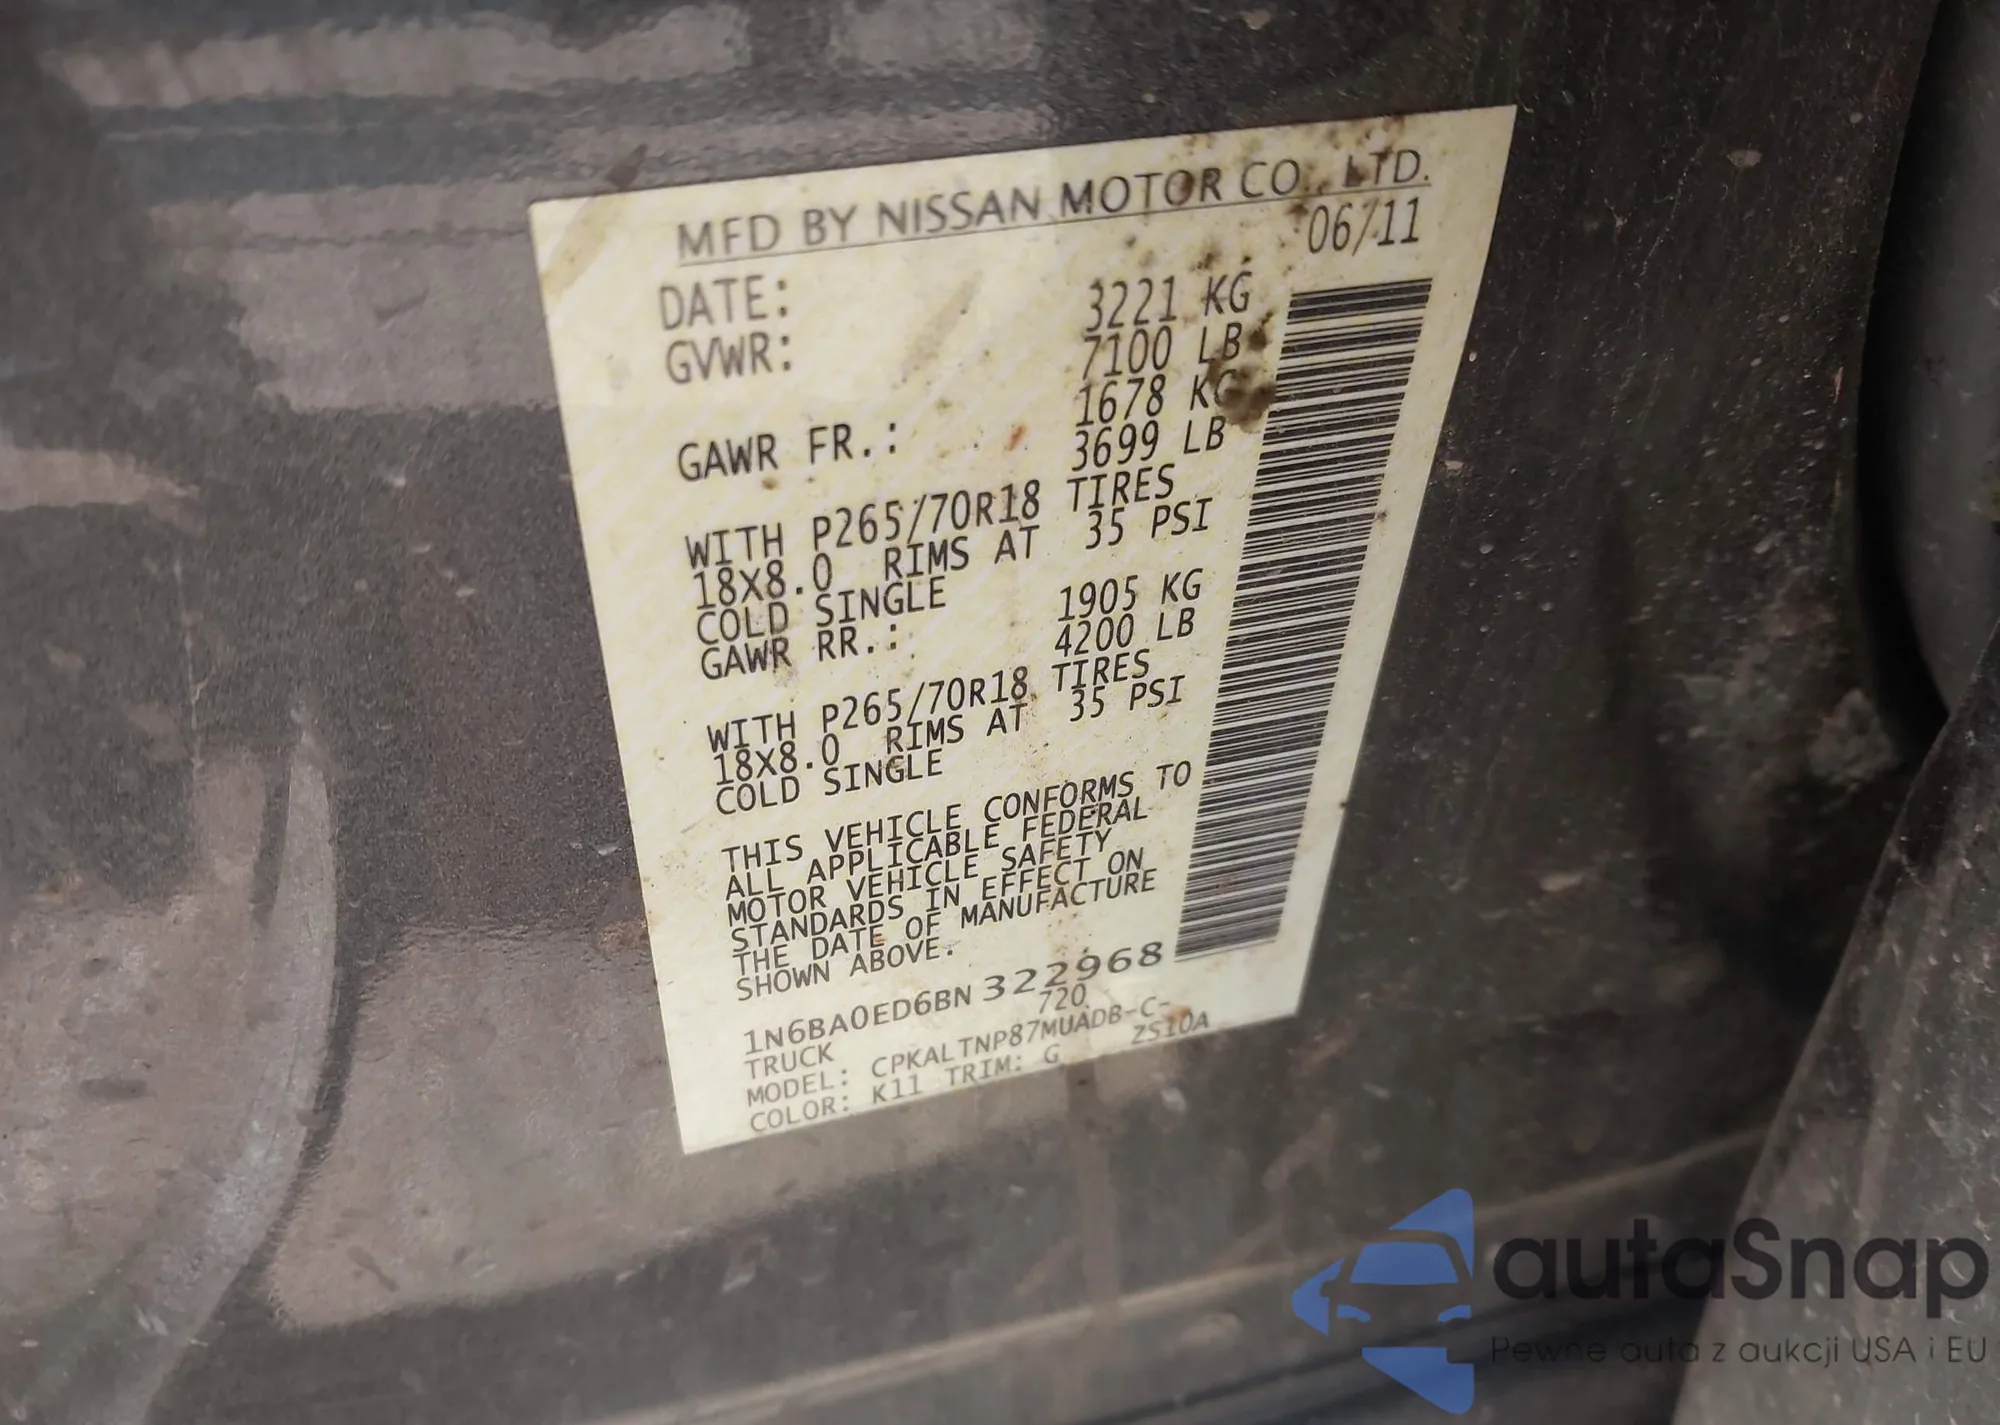 MFD BY NISSAN MOTOR CO., LTD.
DATE: 06/11
GVWR: 3221 KG
7100 LB
GAWR FR.: 1678 KG
3699 LB
WITH P265/70R18 TIRES
18X8.0 RIMS AT 35 PSI
COLD SINGLE
GAWR RR.: 1905 KG
4200 LB
WITH P265/70R18 TIRES
18X8.0 RIMS AT 35 PSI
COLD SINGLE
THIS VEHICLE CONFORMS TO
ALL APPLICABLE FEDERAL
MOTOR VEHICLE SAFETY
STANDARDS IN EFFECT ON
THE DATE OF MANUFACTURE
SHOWN ABOVE.
1N6BA0ED6BN 322968
TRUCK 720
MODEL: CPKALTNP87MUADB-C-
COLOR: K11 TRIM: G ZS10A
autaSnap
Pewne auta z aukcji USA i EU